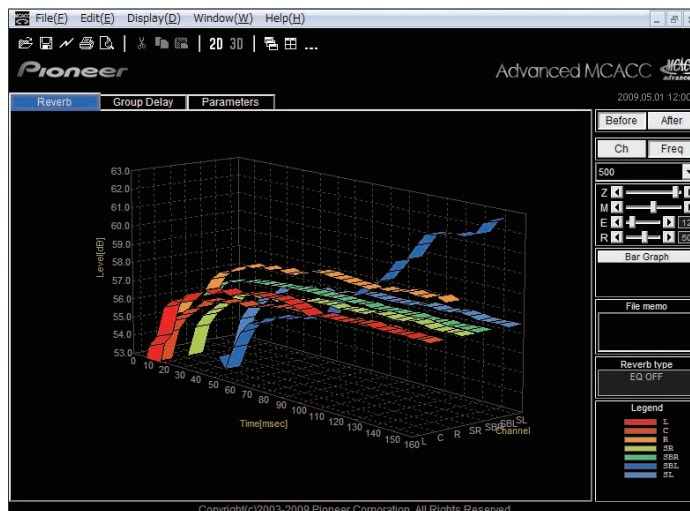 File(F) Edit(E) Display(D) Window(W) Help(H)
2D 3D ...
Pioneer
Advanced MCACC
Reverb Group Delay Parameters
2009.05.01 12:00
Before After
Ch Freq
500
Z
M
E
R
Bar Graph
File memo
Reverb type
EQ OFF
Legend
L
C
R
SR
SBR
SBL
SL
Level[dB]
63.0
62.0
61.0
60.0
59.0
58.0
57.0
56.0
55.0
54.0
53.0
0 10 20 30 40 50 60 70 80 90 100 110 120 130 140 150 160
Time[msec]
L C R SR SBR SBL SL
Channel
Copyright(c)2003-2009 Pioneer Corporation. All Rights Reserved.